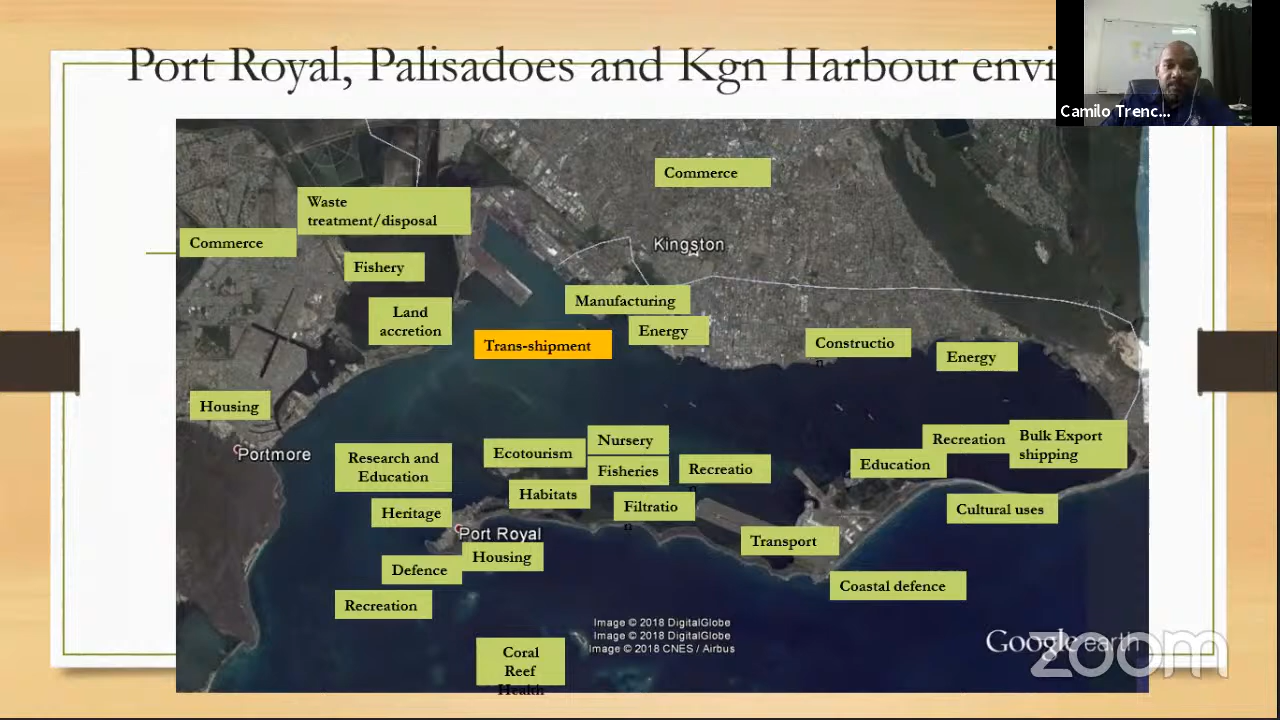 Port Royal, Palisadoes and Kgn Harbour envi
Camilo Trenc...
Commerce
Waste
treatment/disposal
Commerce
Kingston
Fishery
Manufacturing
Land
accretion
Energy
Trans-shipment
Constructio
n
Energy
Housing
Portmore
Research and
Education
Ecotourism
Nursery
Fisheries
Recreatio
n
Education
Recreation
Bulk Export
shipping
Heritage
Habitats
Filtratio
n
Cultural uses
Port Royal
Housing
Transport
Defence
Coastal defence
Recreation
Image © 2018 DigitalGlobe
Image © 2018 DigitalGlobe
Image © 2018 CNES / Airbus
Coral
Reef
Health
Google earth
zoom